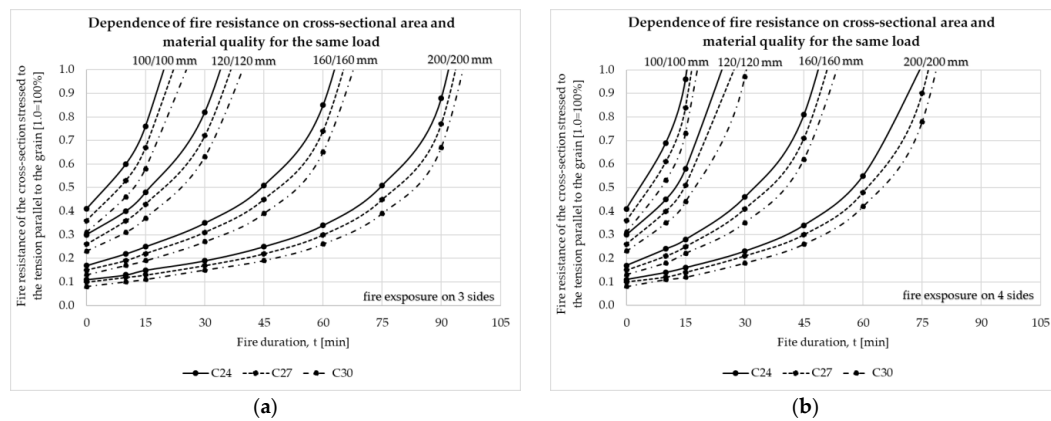 Dependence of fire resistance on cross-sectional area and
material quality for the same load
100/100 mm 120/120 mm 160/160 mm 200/200 mm
Fire resistance of the cross-section stressed to
the tension parallel to the grain [1.0=100%]
1.0
0.9
0.8
0.7
0.6
0.5
0.4
0.3
0.2
0.1
0.0
fire exsposure on 3 sides
0 15 30 45 60 75 90 105
Fire duration, t [min]
C24 C27 C30
(a)
Dependence of fire resistance on cross-sectional area and
material quality for the same load
100/100 mm 120/120 mm 160/160 mm 200/200 mm
Fire resistance of the cross-section stressed to
the tension parallel to the grain [1.0=100%]
1.0
0.9
0.8
0.7
0.6
0.5
0.4
0.3
0.2
0.1
0.0
fire exsposure on 4 sides
0 15 30 45 60 75 90 105
Fite duration, t [min]
C24 C27 C30
(b)